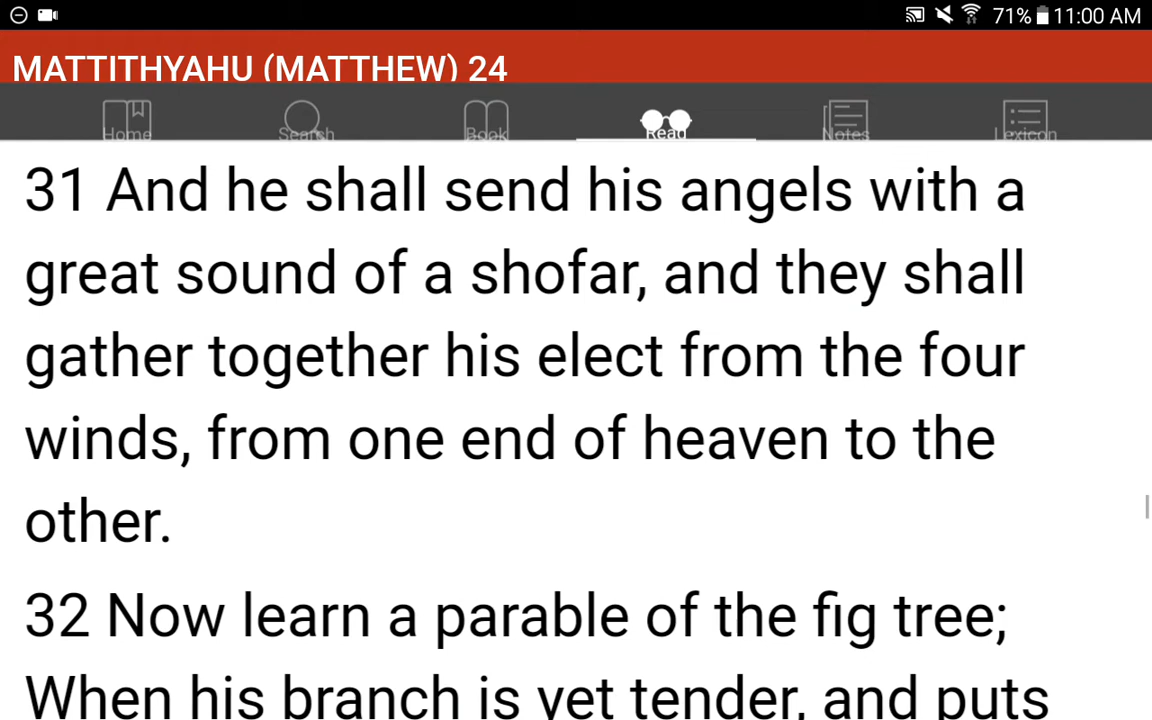 71% 11:00 AM
MATTITHYAHU (MATTHEW) 24
Home Search Book Read Notes Lexicon
31 And he shall send his angels with a
great sound of a shofar, and they shall
gather together his elect from the four
winds, from one end of heaven to the
other.
32 Now learn a parable of the fig tree;
When his branch is yet tender, and puts